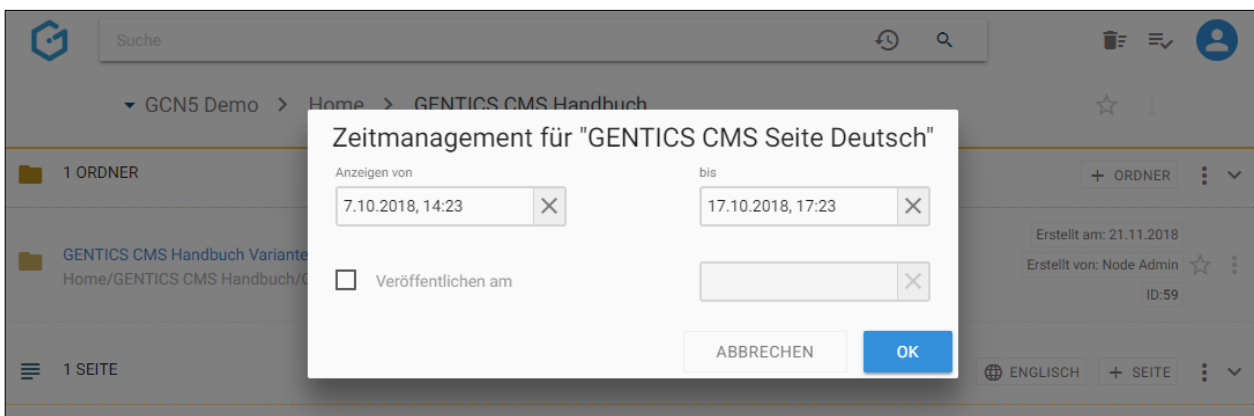 Suche
GCN5 Demo > Home > GENTICS CMS Handbuch
Zeitmanagement für "GENTICS CMS Seite Deutsch"
Anzeigen von bis
7.10.2018, 14:23 17.10.2018, 17:23
1 ORDNER + ORDNER
Erstellt am: 21.11.2018
GENTICS CMS Handbuch Variante
Erstellt von: Node Admin
Home/GENTICS CMS Handbuch/
Veröffentlichen am
ID:59
ABBRECHEN OK
1 SEITE ENGLISCH + SEITE